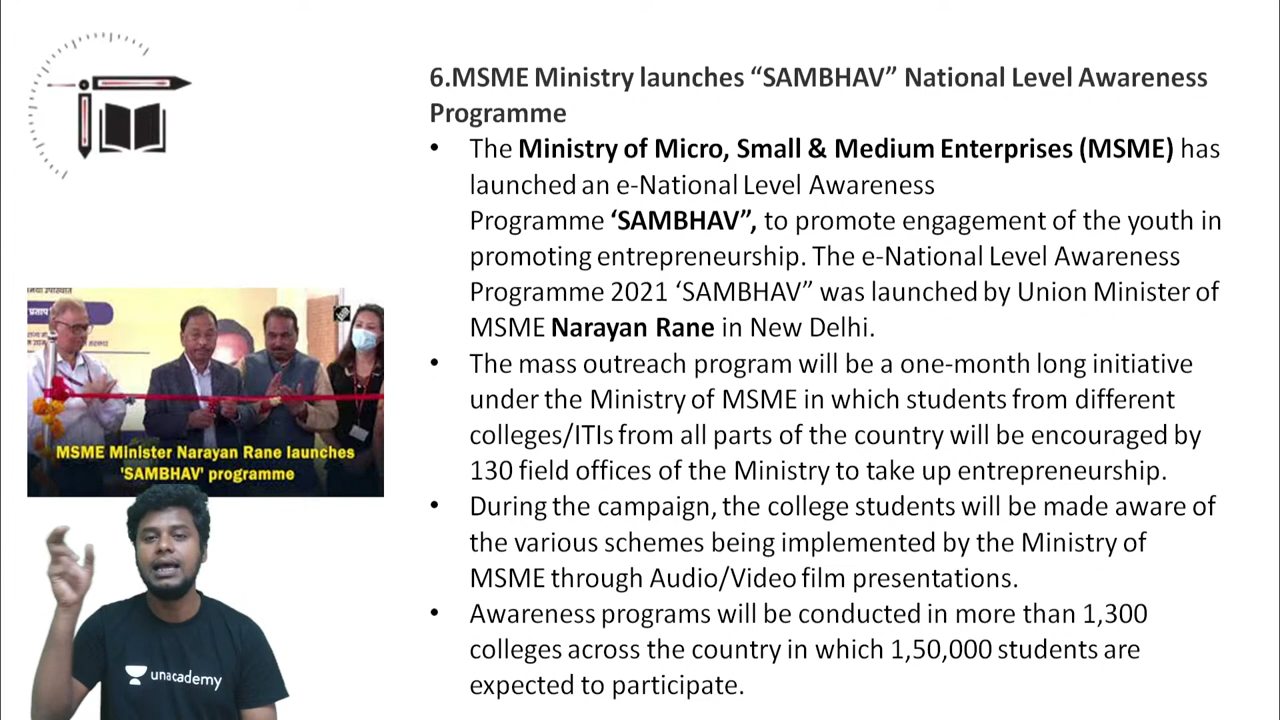 6.MSME Ministry launches “SAMBHAV” National Level Awareness
Programme
• The Ministry of Micro, Small & Medium Enterprises (MSME) has
launched an e-National Level Awareness
Programme ‘SAMBHAV”, to promote engagement of the youth in
promoting entrepreneurship. The e-National Level Awareness
Programme 2021 ‘SAMBHAV” was launched by Union Minister of
MSME Narayan Rane in New Delhi.
• The mass outreach program will be a one-month long initiative
under the Ministry of MSME in which students from different
colleges/ITIs from all parts of the country will be encouraged by
130 field offices of the Ministry to take up entrepreneurship.
• During the campaign, the college students will be made aware of
the various schemes being implemented by the Ministry of
MSME through Audio/Video film presentations.
• Awareness programs will be conducted in more than 1,300
colleges across the country in which 1,50,000 students are
expected to participate.
MSME Minister Narayan Rane launches
'SAMBHAV' programme
unacademy